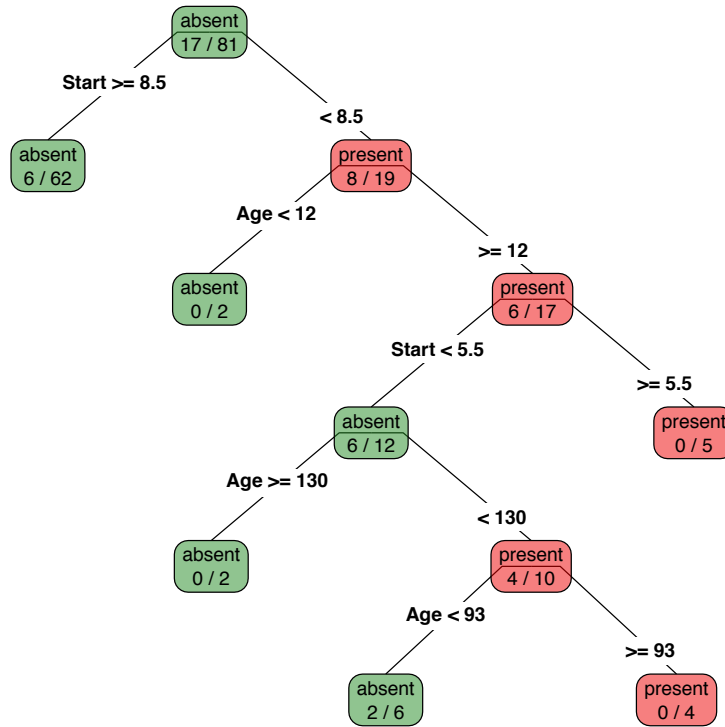 absent
17 / 81
Start >= 8.5
< 8.5
absent
6 / 62
present
8 / 19
Age < 12
>= 12
absent
0 / 2
present
6 / 17
Start < 5.5
>= 5.5
absent
6 / 12
present
0 / 5
Age >= 130
< 130
absent
0 / 2
present
4 / 10
Age < 93
>= 93
absent
2 / 6
present
0 / 4